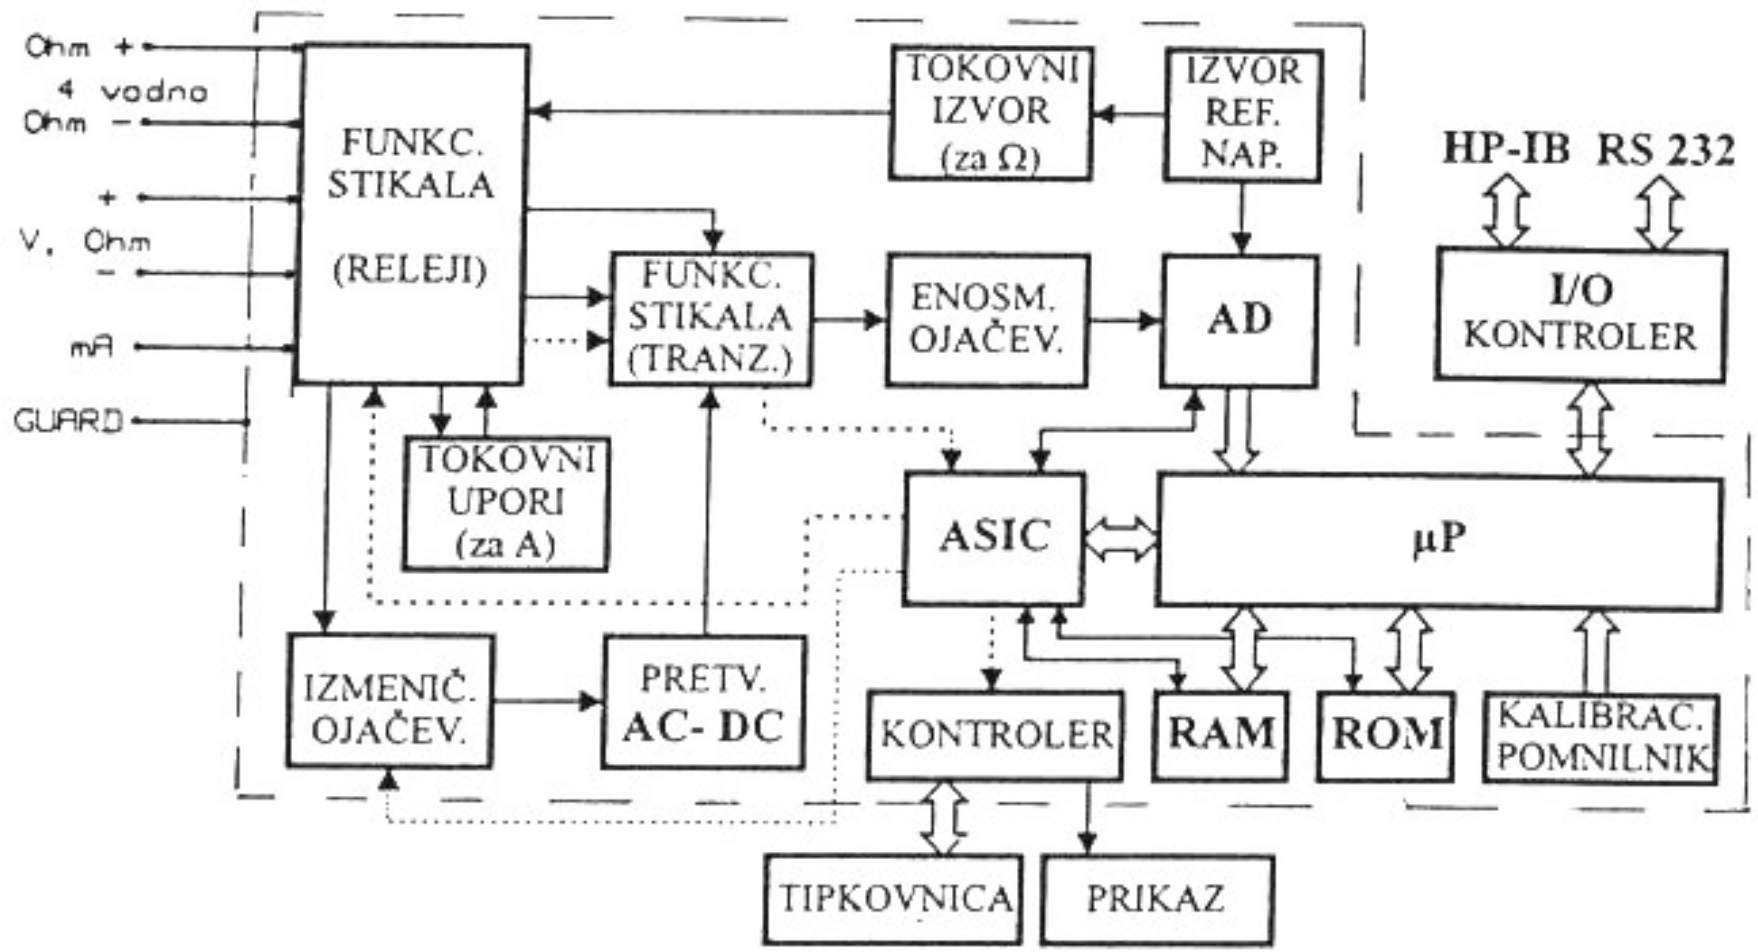 Ohm +
4 vodno
Ohm -
+
V, Ohm
-
mA
GUARD
FUNKC.
STIKALA
(RELEJI)
TOKOVNI
IZVOR
(za Ω)
IZVOR
REF.
NAP.
HP-IB RS 232
FUNKC.
STIKALA
(TRANZ.)
ENOSM.
OJAČEV.
AD
I/O
KONTROLER
TOKOVNI
UPORI
(za A)
ASIC
µP
IZMENIČ.
OJAČEV.
PRETV.
AC- DC
KONTROLER
RAM
ROM
KALIBRAC.
POMNILNIK
TIPKOVNICA
PRIKAZ